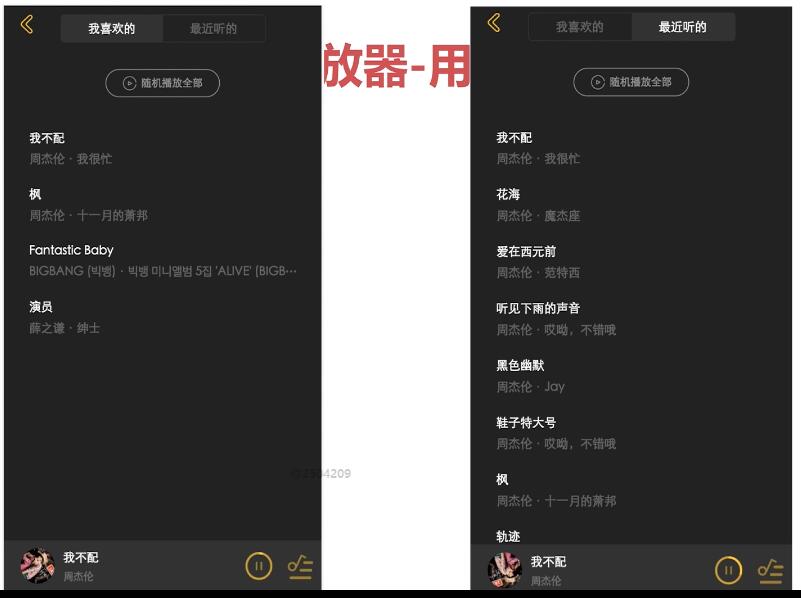 我喜欢的 最近听的
随机播放全部
我不配
周杰伦 · 我很忙
枫
周杰伦 · 十一月的萧邦
Fantastic Baby
BIGBANG (빅뱅) · 빅뱅 미니앨범 5집 'ALIVE' (BIGB…
演员
薛之谦 · 绅士
我不配
周杰伦
放器-用
@2504209
我喜欢的 最近听的
随机播放全部
我不配
周杰伦 · 我很忙
花海
周杰伦 · 魔杰座
爱在西元前
周杰伦 · 范特西
听见下雨的声音
周杰伦 · 哎呦，不错哦
黑色幽默
周杰伦 · Jay
鞋子特大号
周杰伦 · 哎呦，不错哦
枫
周杰伦 · 十一月的萧邦
轨迹
我不配
周杰伦